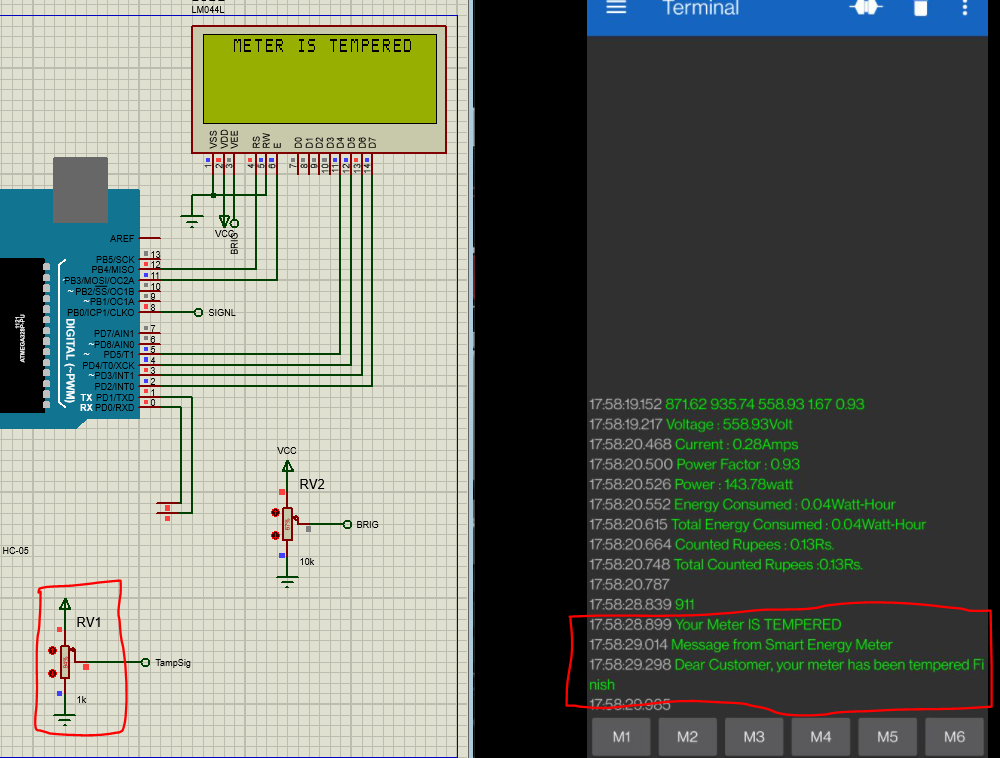 LM044L
METER IS TEMPERED
VSS
VDD
VEE
RS
RW
E
D0
D1
D2
D3
D4
D5
D6
D7
1
2
3
4
5
6
7
8
9
10
11
12
13
14
VCC
BRIG
AREF
PB5/SCK 13
PB4/MISO 12
PB3/MOSI/OC2A 11
~ PB2/SS/OC1B 10
~ PB1/OC1A 9
PB0/ICP1/CLKO 8
SIGNL
PD7/AIN1 7
~ PD6/AIN0 6
~ PD5/T1 5
PD4/T0/XCK 4
~ PD3/INT1 3
PD2/INT0 2
TX PD1/TXD 1
RX PD0/RXD 0
DIGITAL (~PWM)
1121
ATMEGA328P-PU
VCC
RV2
BRIG
10k
HC-05
RV1
TampSig
1k
Terminal
17:58:19.152 871.62 935.74 558.93 1.67 0.93
17:58:19.217 Voltage : 558.93Volt
17:58:20.468 Current : 0.28Amps
17:58:20.500 Power Factor : 0.93
17:58:20.526 Power : 143.78watt
17:58:20.552 Energy Consumed : 0.04Watt-Hour
17:58:20.615 Total Energy Consumed : 0.04Watt-Hour
17:58:20.664 Counted Rupees : 0.13Rs.
17:58:20.748 Total Counted Rupees :0.13Rs.
17:58:20.787
17:58:28.839 911
17:58:28.899 Your Meter IS TEMPERED
17:58:29.014 Message from Smart Energy Meter
17:58:29.298 Dear Customer, your meter has been tempered Fi
nish
17:58:29.985
M1 M2 M3 M4 M5 M6